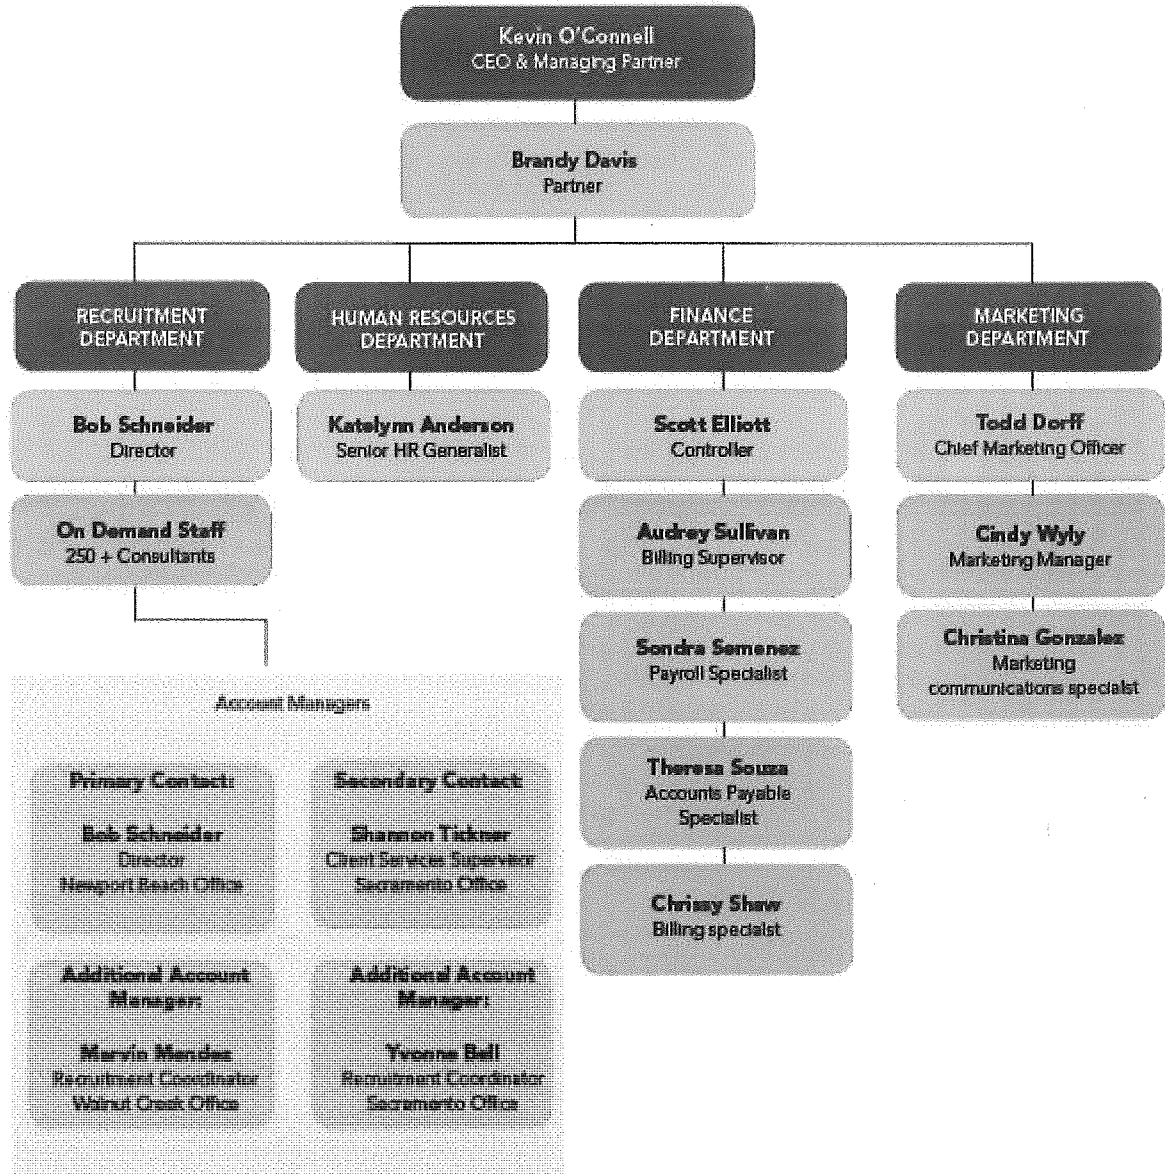 Kevin O'Connell
CEO & Managing Partner
Brandy Davis
Partner
RECRUITMENT
DEPARTMENT
Bob Schneider
Director
On Demand Staff
250 + Consultants
HUMAN RESOURCES
DEPARTMENT
Katelynn Anderson
Senior HR Generalist
FINANCE
DEPARTMENT
Scott Elliott
Controller
Audrey Sullivan
Billing Supervisor
Sondra Semenez
Payroll Specialist
Theresa Souza
Accounts Payable
Specialist
Chrissy Shaw
Billing specialst
MARKETING
DEPARTMENT
Todd Dorff
Chief Marketing Officer
Cindy Wyly
Marketing Manager
Christina Gonzalez
Marketing
communications specialst
Account Managers
Primary Contact:
Bob Schneider
Director
Newport Beach Office
Secondary Contact:
Shannon Tickner
Client Services Supervisor
Sacramento Office
Additional Account
Manager:
Marvin Mendez
Recruitment Coordinator
Walnut Creek Office
Additional Account
Manager:
Yvonne Bell
Recruitment Coordinator
Sacramento Office